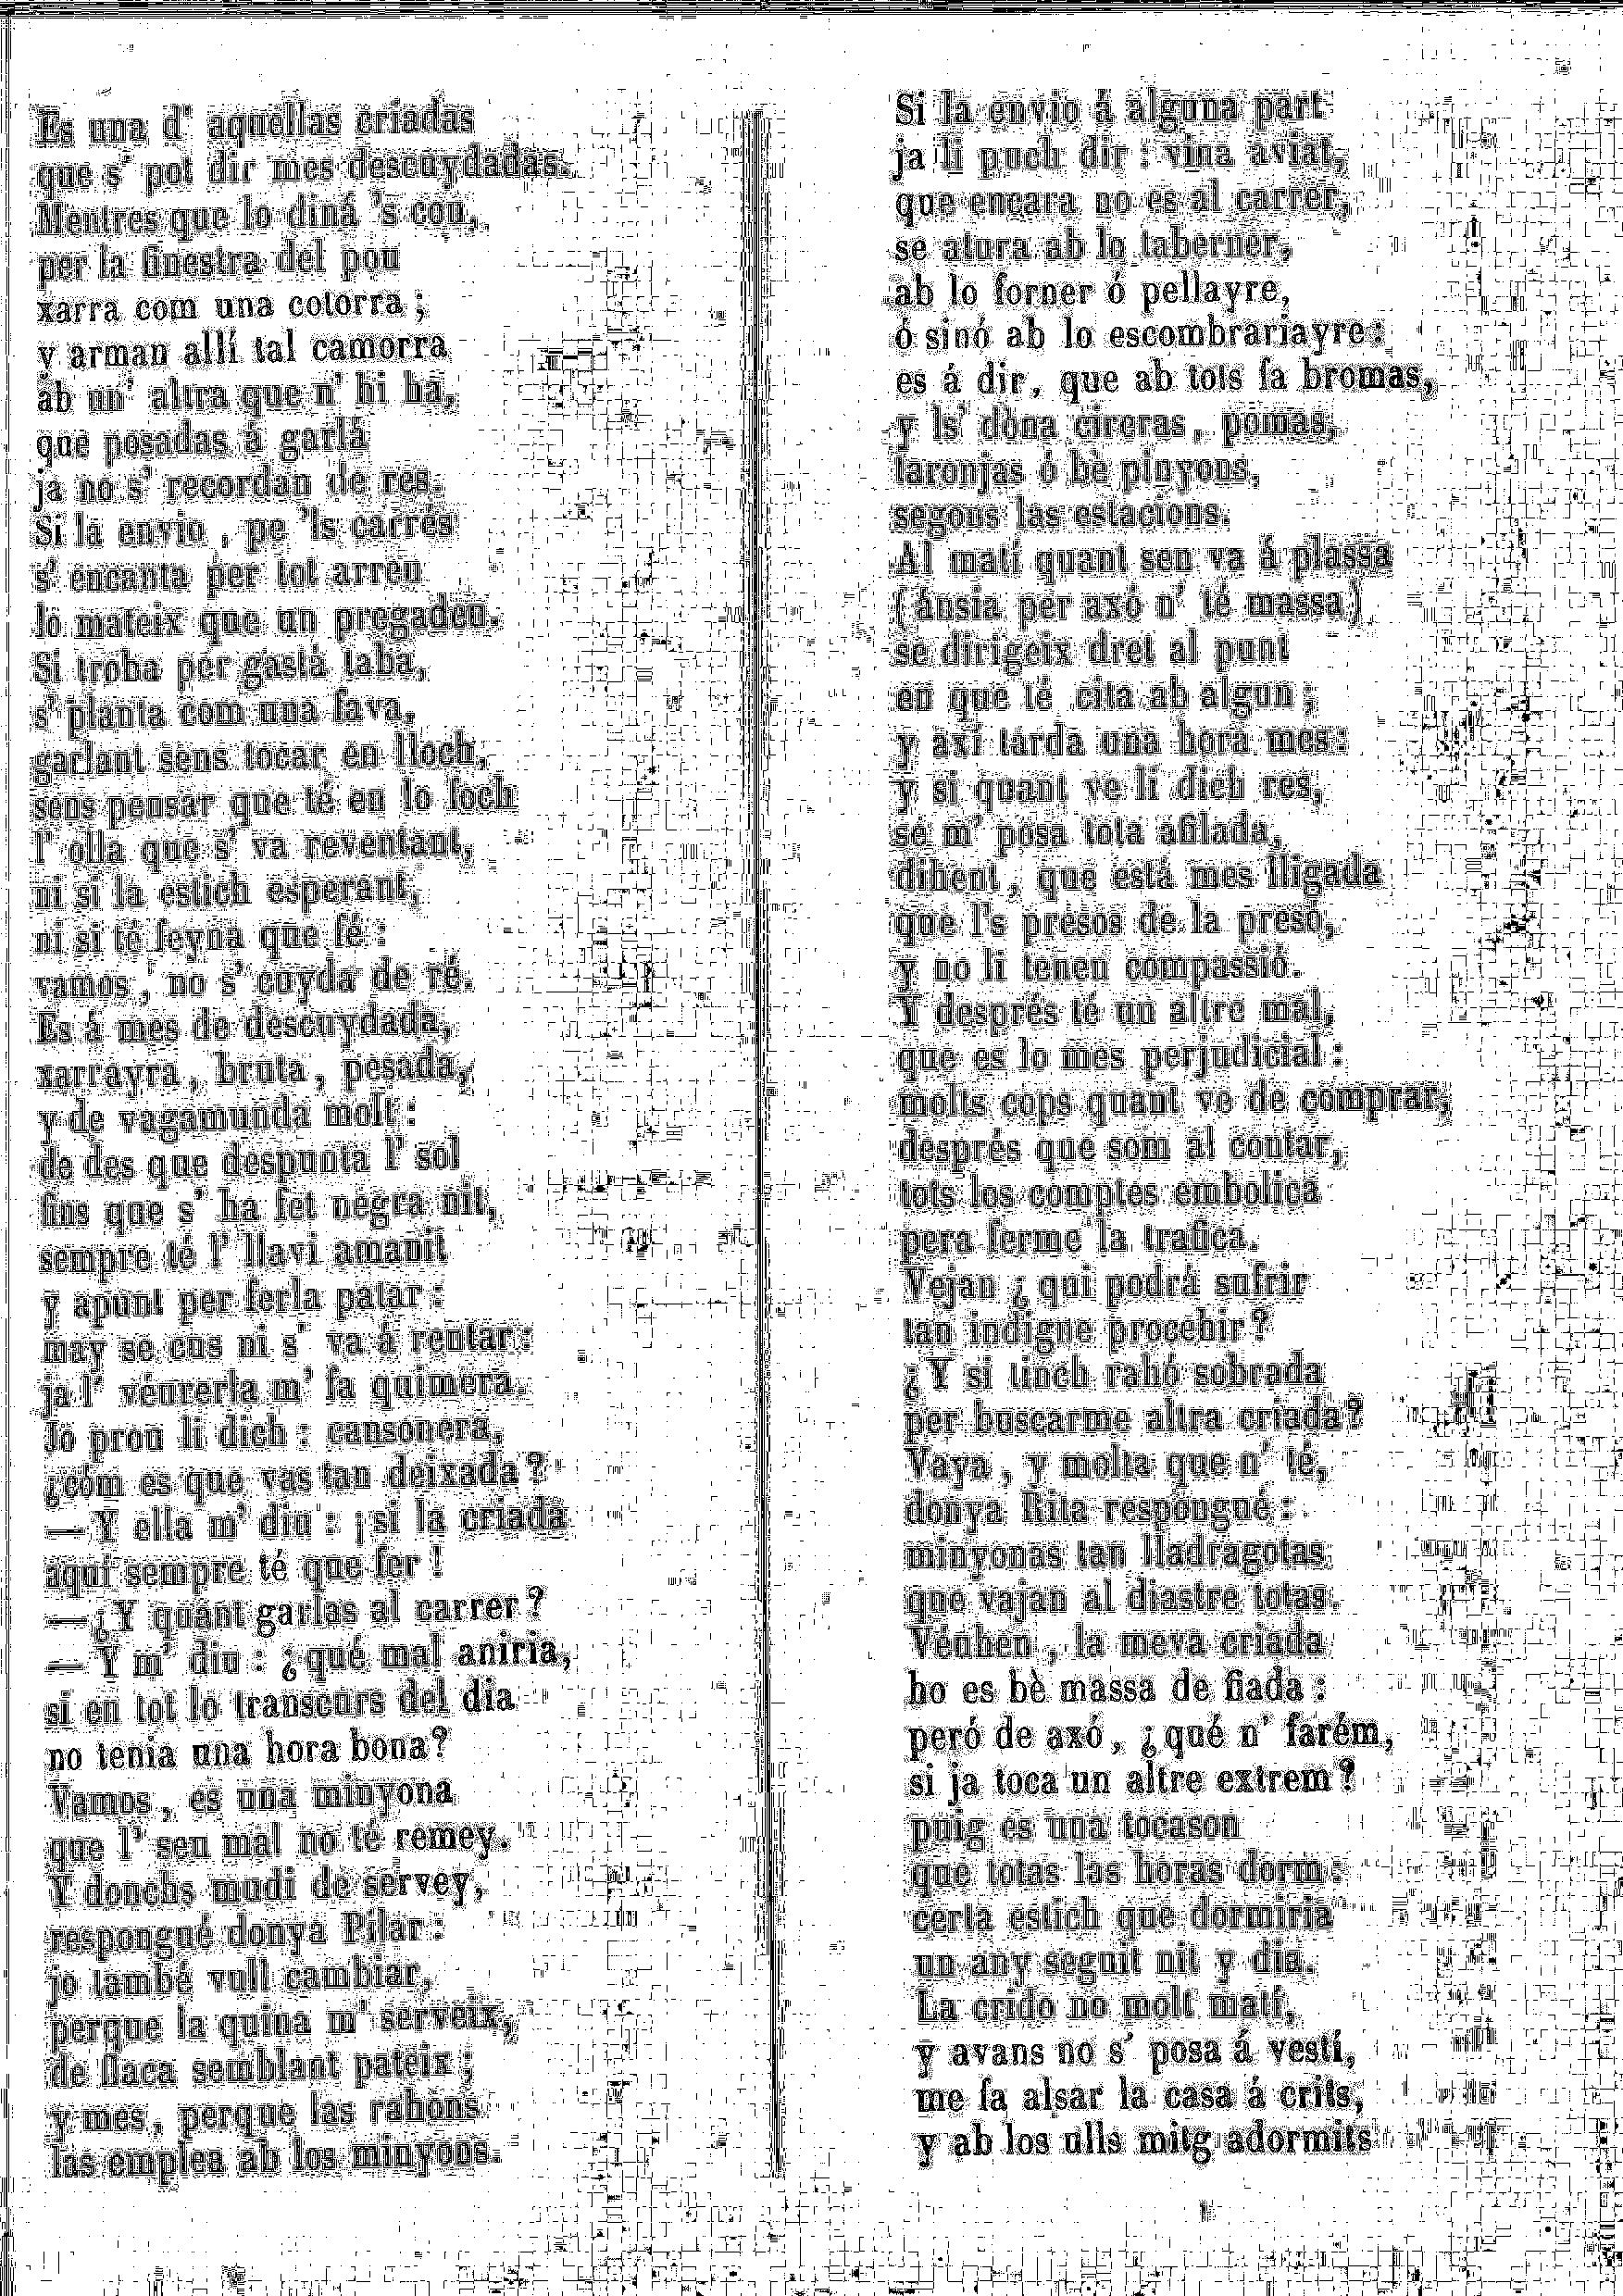 Es una d' aquellas criadas
que s' pot dir mes descuydadas.
Mentres que lo diná 's cou,
per la finestra del pou
xarra com una cotorra;
y arman allí tal camorra
ab un' altra que n' hi ha,
que posadas á garlá
ja no s' recordan de res.
Si la envio, pe 'ls carrés
s' encanta per tot arreu
lo mateix que un pregadeu.
Si troba per gastá taba,
s' planta com una fava,
garlant sens tocar en lloch,
sens pensar que té en lo foch
l' olla que s' va reventant,
ni si la estich esperant,
ni si té feyna que fé:
vamos, no s' cuyda de ré.
Es á mes de descuydada,
xarrayra, bruta, pesada,
y de vagamunda molt:
de des que despunta l' sol
fins que s' ha fet negra nit,
sempre té l' llavi amanit
y apunt per ferla patar:
may se cus ni s' va á rentar:
ja l' véurerla m' fa quimera.
Jo prou li dich: cansonera,
¿cóm es que vas tan deixada?
—Y ella m' diu: ¡si la criada
aquí sempre té que fer!
—¿Y quánt garlas al carrer?
—Y m' diu: ¿qué mal aniria,
si en tot lo transcurs del dia
no tenia una hora bona?
Vamos, es una minyona
que l' seu mal no té remey.
Y donchs mudi de servey,
respongué donya Pilar:
jo també vull cambiar,
perque la quina m' serveix,
de flaca semblant pateix;
y mes, perque las rahons
las emplea ab los minyons.
Si la envio á alguna part
ja li puch dir: vina aviat,
que encara no es al carrer,
se atura ab lo taberner,
ab lo forner ó pellayre,
ó sinó ab lo escombrariayre:
es á dir, que ab tots fa bromas,
y ls' dòna cireras, pomas,
taronjas ó bè pinyons,
segons las estacions.
Al matí quant sen va á plassa
(ánsia per axó n' té massa)
se dirigeix dret al punt
en que té cita ab algun;
y axí tarda una hora mes:
y si quant ve li dich res,
se m' posa tota afilada,
dihent, que está mes lligada
que l's presos de la presó,
y no li teneu compassió.
Y després té un altre mal,
que es lo mes perjudicial:
molts cops quant ve de comprar,
després que som al contar,
tots los comptes embolica
pera ferme la trafica.
Vejan ¿qui podrá sufrir
tan indigne procehir?
¿Y si tinch rahó sobrada
per buscarme altra criada?
Vaya, y molta que n' té,
donya Rita respongué:
minyonas tan lladragotas
que vajan al diastre totas.
Véuhen, la meva criada
ho es bè massa de fiada:
peró de axó, ¿qué n' farém,
si ja toca un altre extrem?
puig es una tocason
que totas las horas dorm:
certa estich que dormiria
un any seguit nit y dia.
La crido no molt matí,
y avans no s' posa á vestí,
me fa alsar la casa á crits,
y ab los ulls mitg adormits